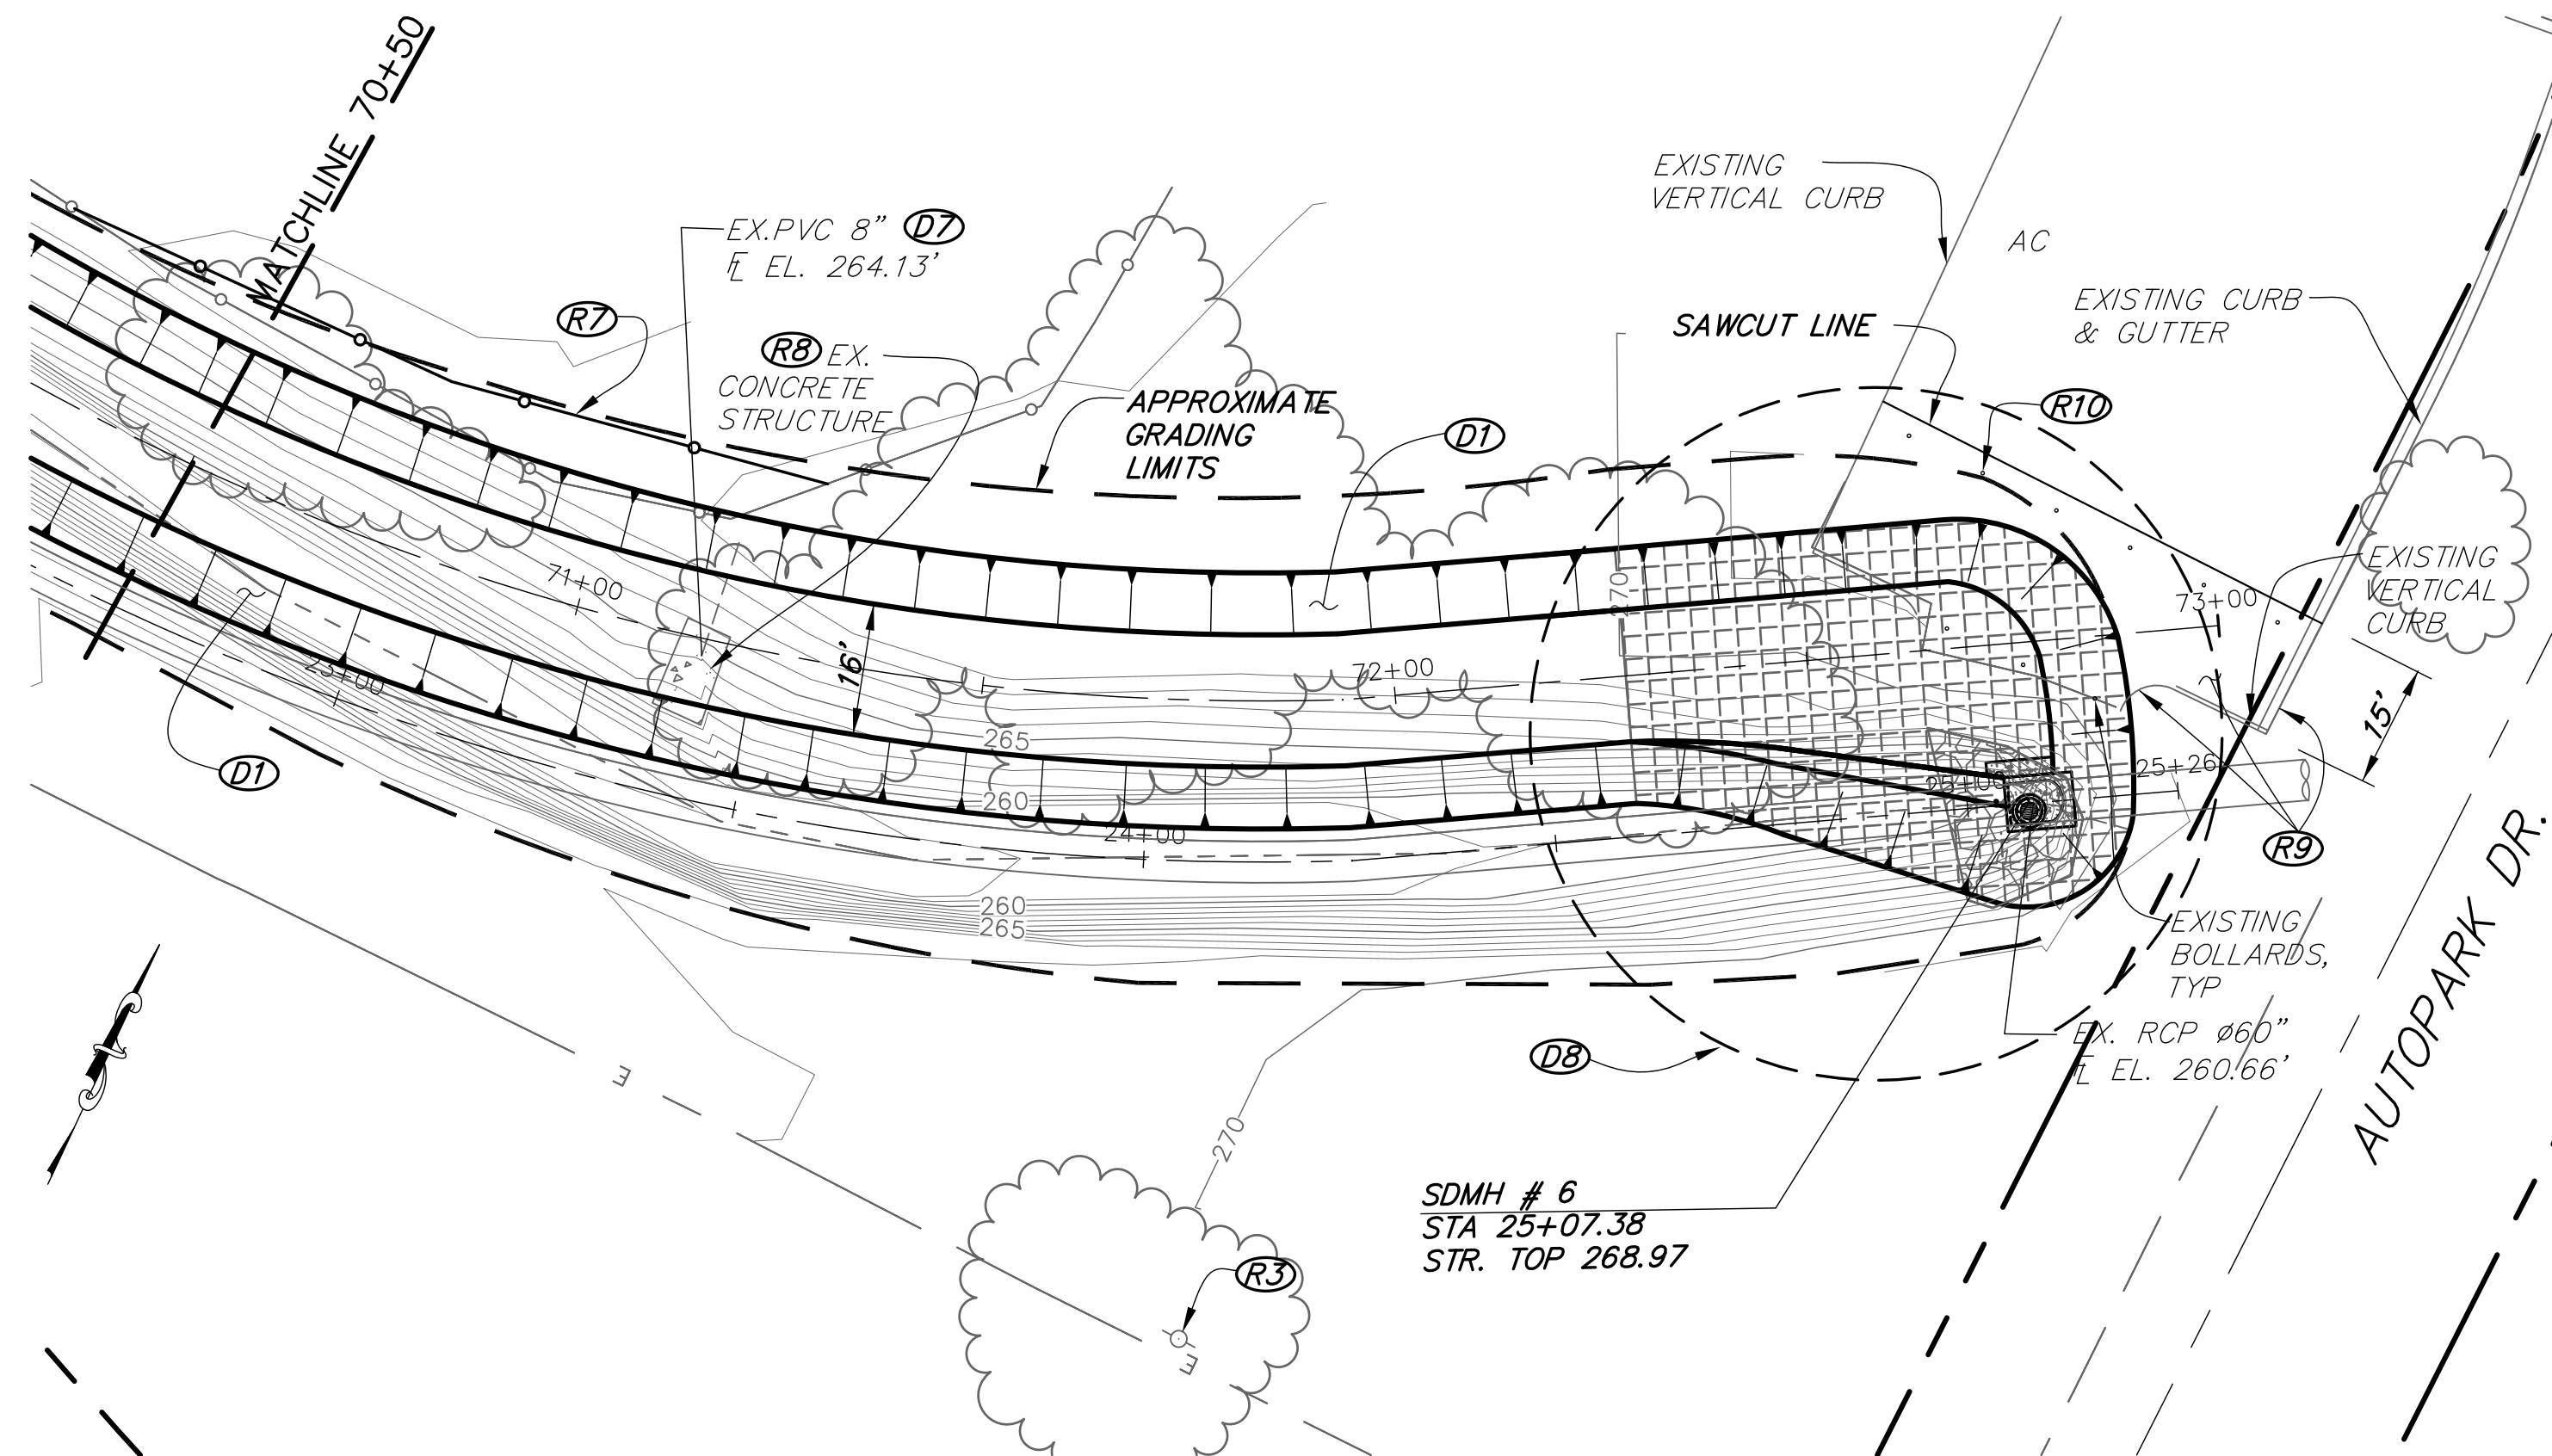 MATCHLINE 70+50
EX.PVC 8” D7
FL EL. 264.13’
R7
R8 EX.
CONCRETE
STRUCTURE
APPROXIMATE
GRADING
LIMITS
D1
EXISTING
VERTICAL CURB
AC
SAWCUT LINE
EXISTING CURB
& GUTTER
R10
EXISTING
VERTICAL
CURB
270
71+00
16’
72+00
73+00
15’
23+00
D1
265
260
24+00
25+00
25+26
R9
260
265
EXISTING
BOLLARDS,
TYP
EX. RCP ø60”
FL EL. 260.66’
D8
AUTOPARK DR.
E
270
SDMH # 6
STA 25+07.38
STR. TOP 268.97
R3
E